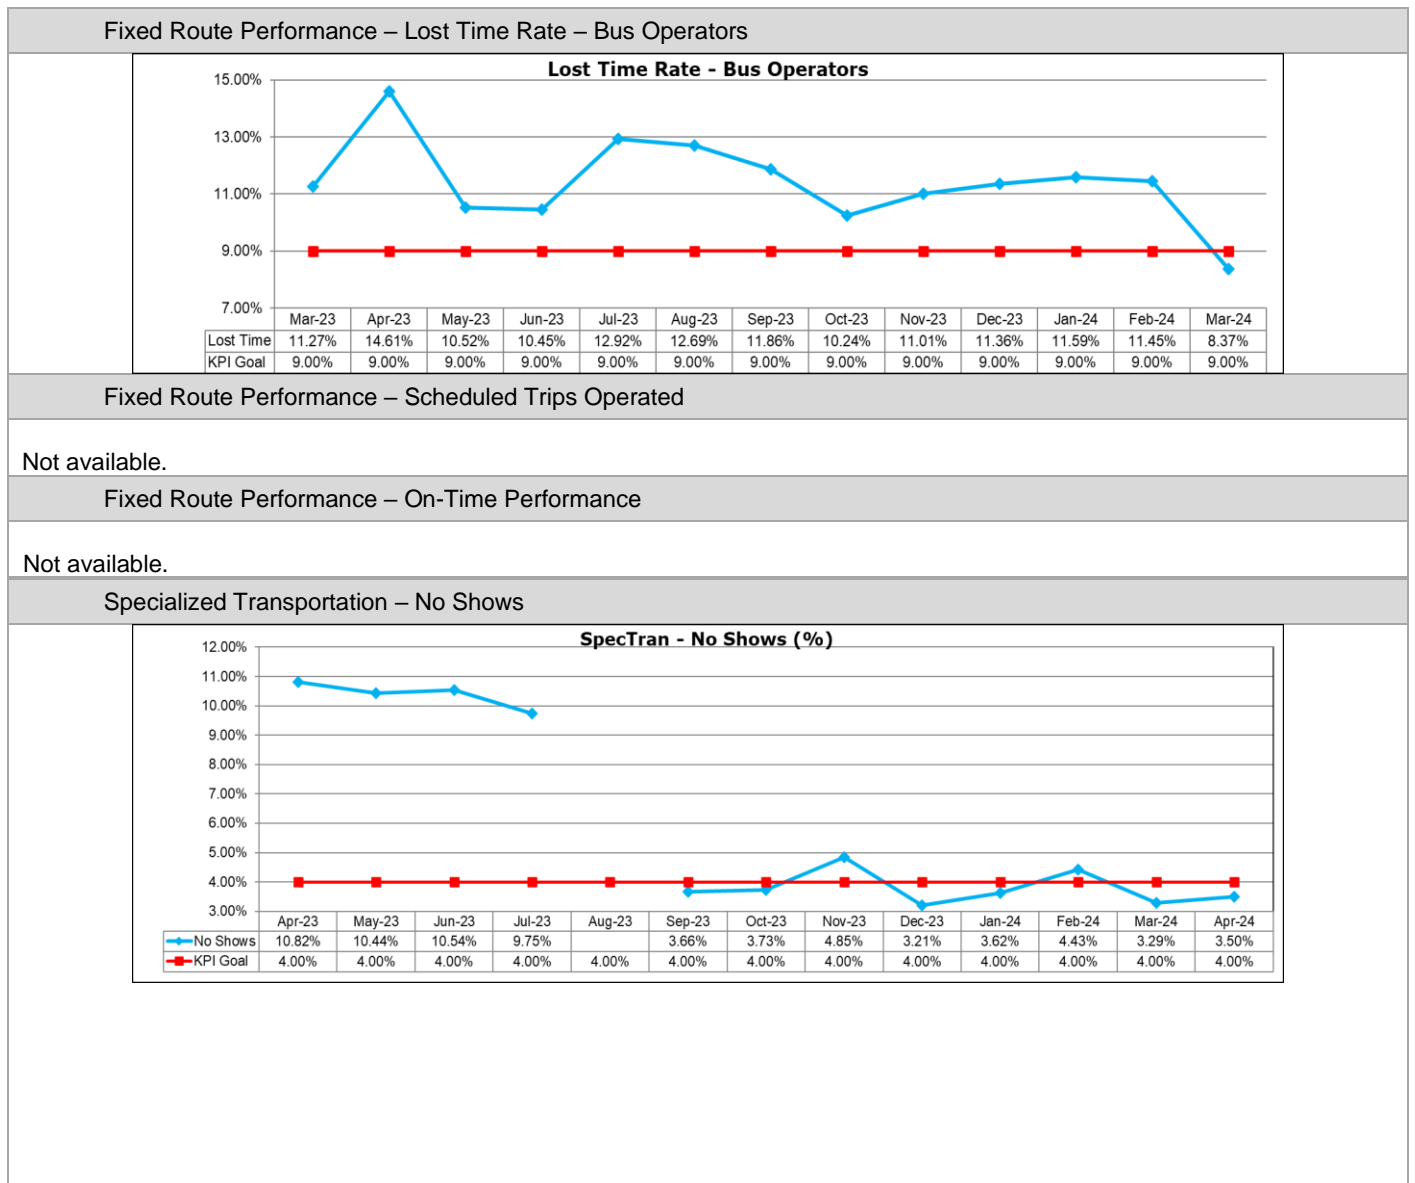 Fixed Route Performance – Lost Time Rate – Bus Operators
Lost Time Rate - Bus Operators
15.00%
13.00%
11.00%
9.00%
7.00%
Mar-23 Apr-23 May-23 Jun-23 Jul-23 Aug-23 Sep-23 Oct-23 Nov-23 Dec-23 Jan-24 Feb-24 Mar-24
Lost Time 11.27% 14.61% 10.52% 10.45% 12.92% 12.69% 11.86% 10.24% 11.01% 11.36% 11.59% 11.45% 8.37%
KPI Goal 9.00% 9.00% 9.00% 9.00% 9.00% 9.00% 9.00% 9.00% 9.00% 9.00% 9.00% 9.00% 9.00%
Fixed Route Performance – Scheduled Trips Operated
Not available.
Fixed Route Performance – On-Time Performance
Not available.
Specialized Transportation – No Shows
SpecTran - No Shows (%)
12.00%
11.00%
10.00%
9.00%
8.00%
7.00%
6.00%
5.00%
4.00%
3.00%
Apr-23 May-23 Jun-23 Jul-23 Aug-23 Sep-23 Oct-23 Nov-23 Dec-23 Jan-24 Feb-24 Mar-24 Apr-24
No Shows 10.82% 10.44% 10.54% 9.75% 3.66% 3.73% 4.85% 3.21% 3.62% 4.43% 3.29% 3.50%
KPI Goal 4.00% 4.00% 4.00% 4.00% 4.00% 4.00% 4.00% 4.00% 4.00% 4.00% 4.00% 4.00% 4.00%